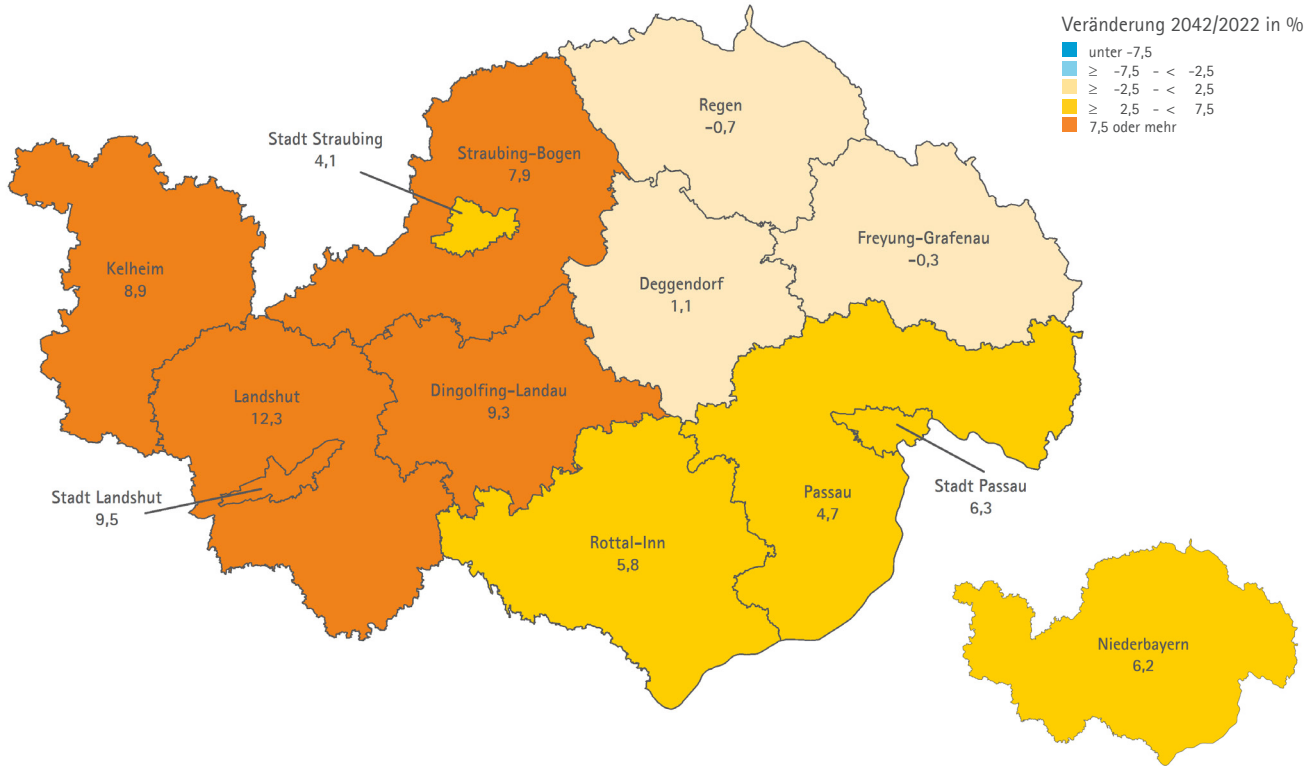 Veränderung 2042/2022 in %
unter -7,5
≥ -7,5 - < -2,5
≥ -2,5 - < 2,5
≥ 2,5 - < 7,5
7,5 oder mehr
Regen
-0,7
Stadt Straubing
4,1
Straubing-Bogen
7,9
Freyung-Grafenau
-0,3
Kelheim
8,9
Deggendorf
1,1
Landshut
12,3
Dingolfing-Landau
9,3
Stadt Landshut
9,5
Passau
4,7
Stadt Passau
6,3
Rottal-Inn
5,8
Niederbayern
6,2